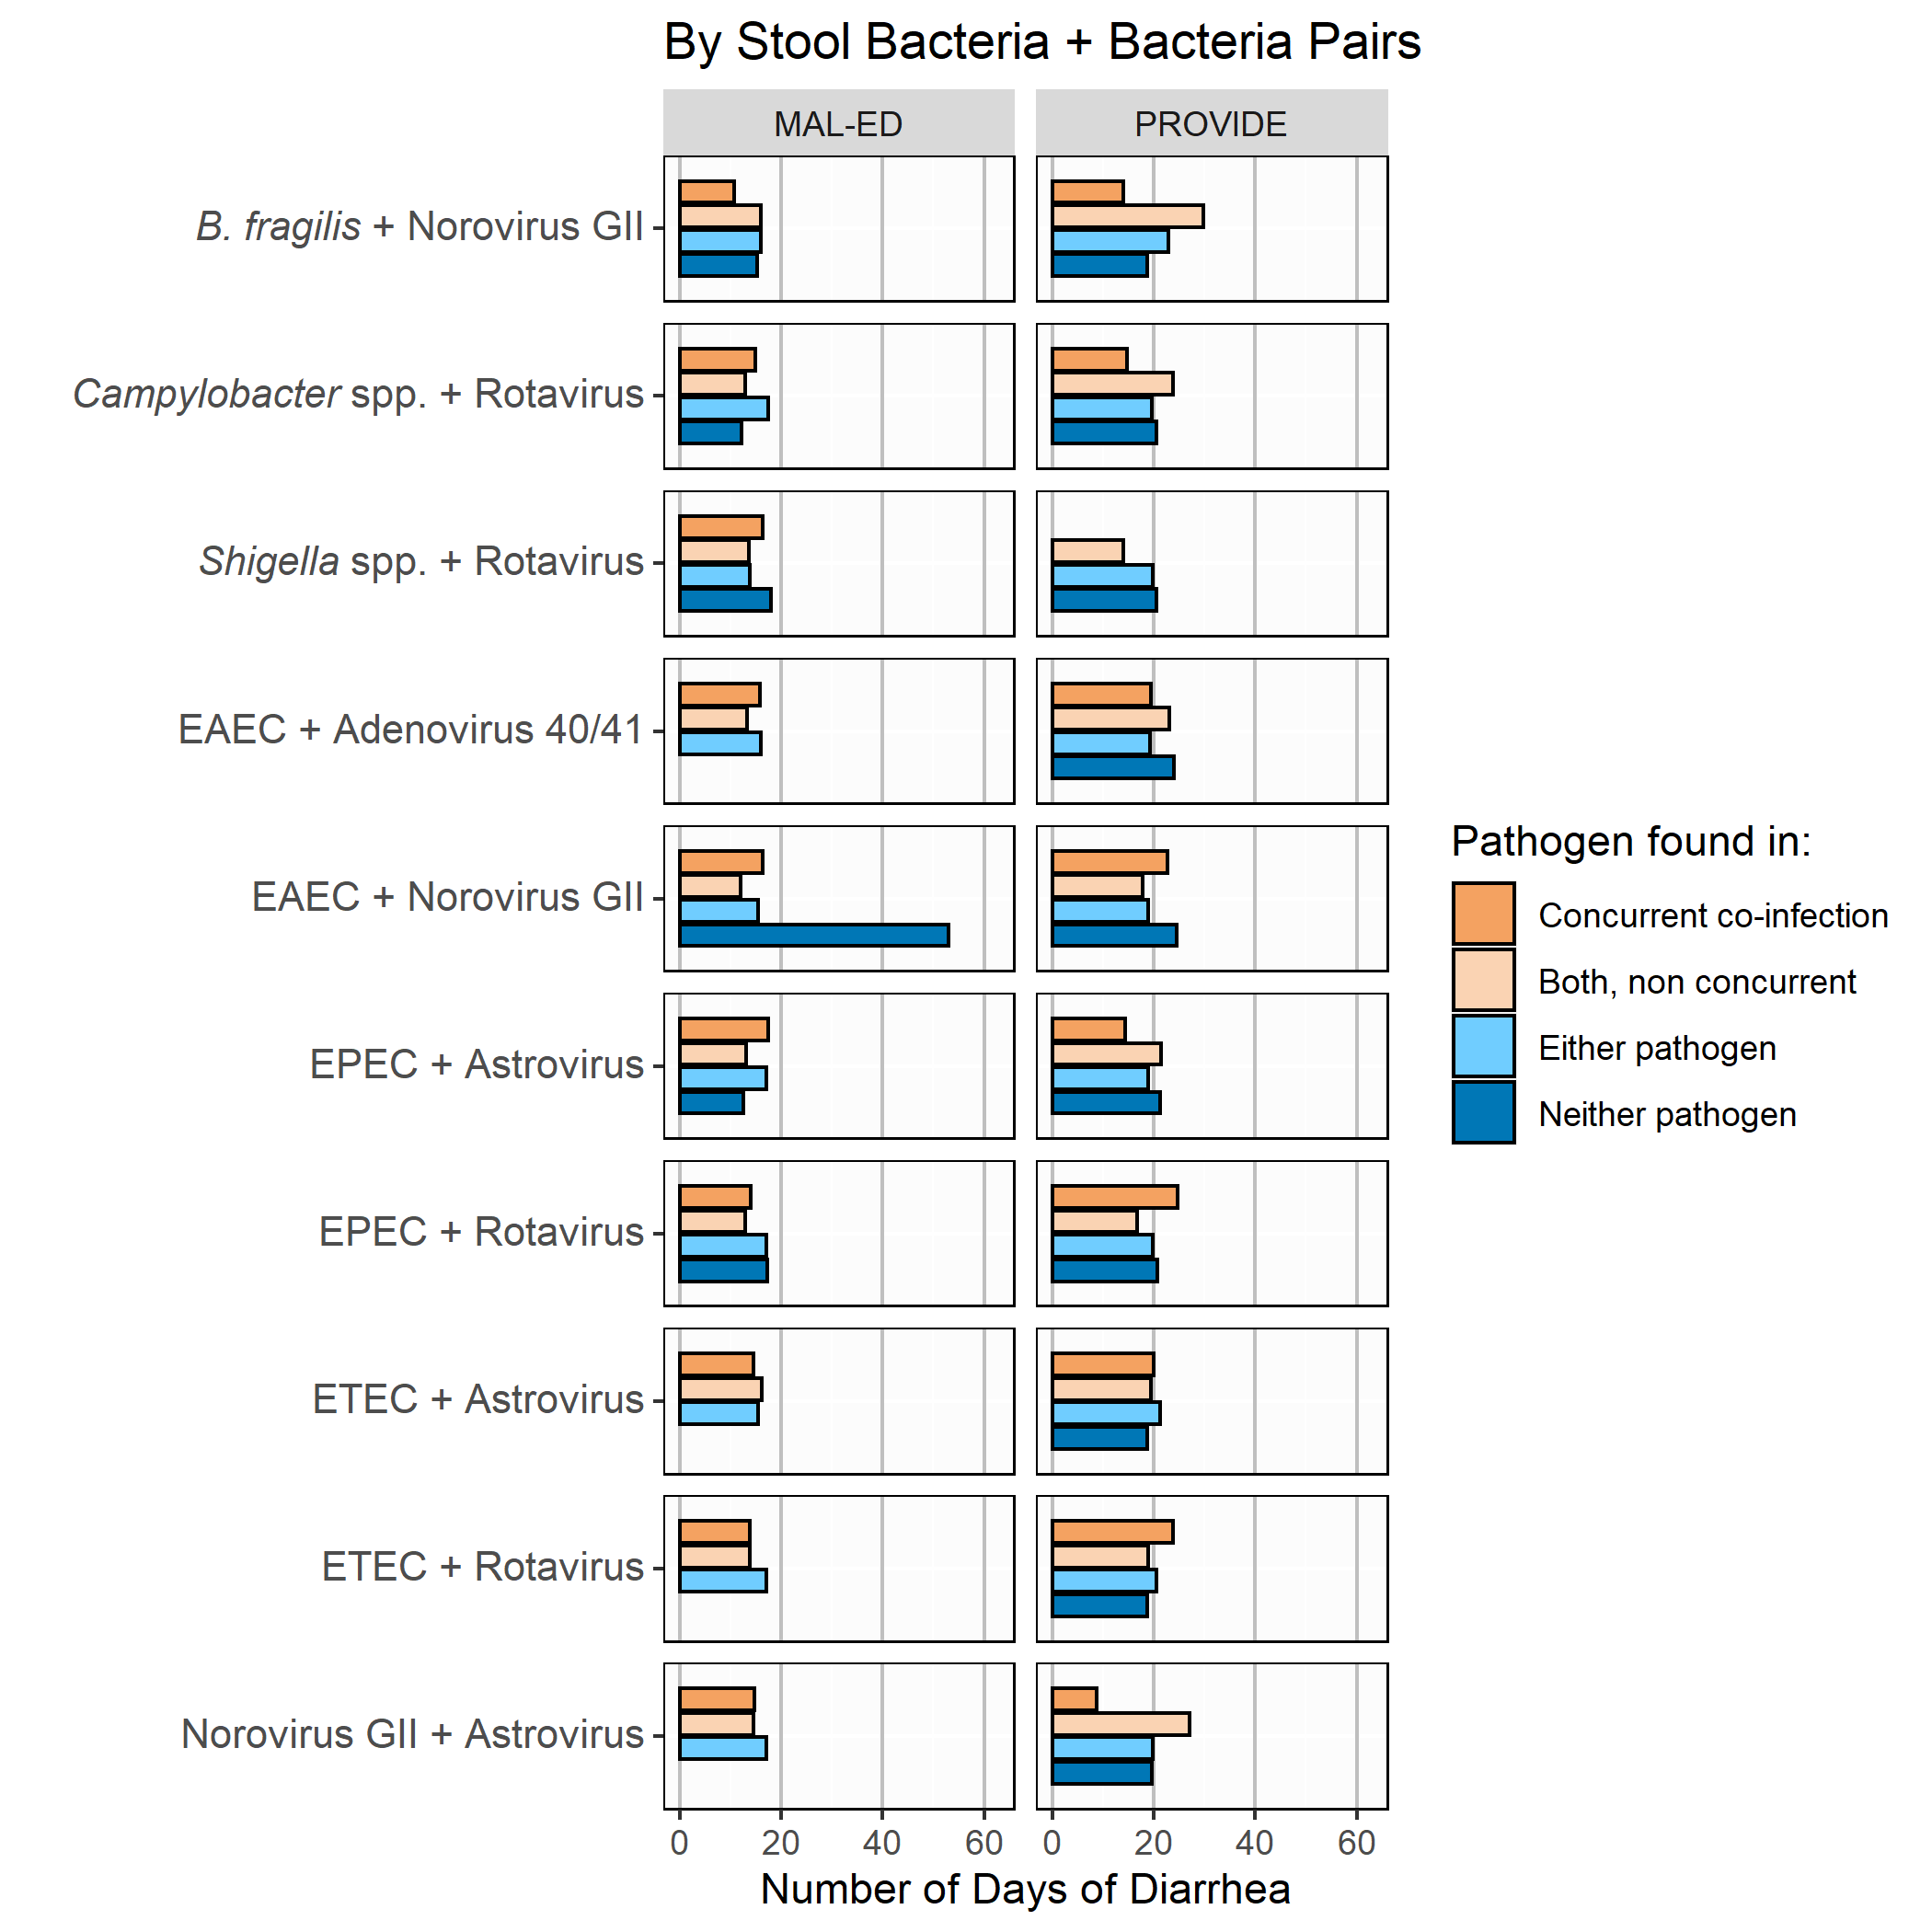 By Stool Bacteria + Bacteria Pairs
MAL-ED
PROVIDE
B. fragilis + Norovirus GII
Campylobacter spp. + Rotavirus
Shigella spp. + Rotavirus
EAEC + Adenovirus 40/41
EAEC + Norovirus GII
EPEC + Astrovirus
EPEC + Rotavirus
ETEC + Astrovirus
ETEC + Rotavirus
Norovirus GII + Astrovirus
0 20 40 60
0 20 40 60
Number of Days of Diarrhea
Pathogen found in:
Concurrent co-infection
Both, non concurrent
Either pathogen
Neither pathogen